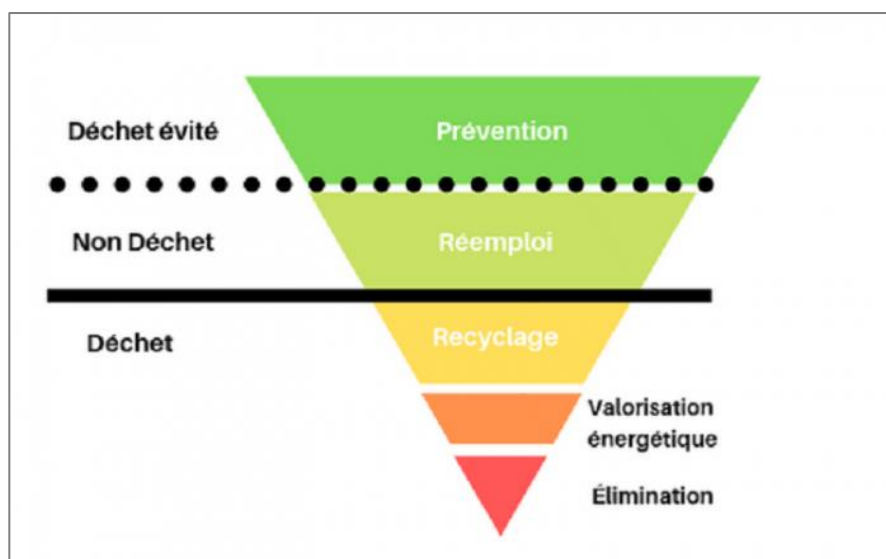 Déchet évité
Prévention
Non Déchet
Réemploi
Déchet
Recyclage
Valorisation
énergétique
Élimination